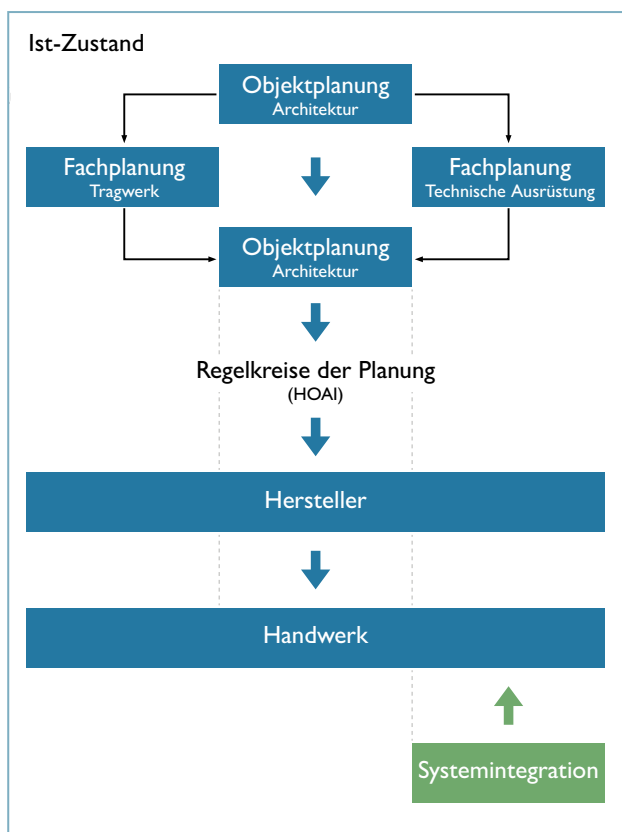 Ist-Zustand
Objektplanung
Architektur
Fachplanung
Tragwerk
Fachplanung
Technische Ausrüstung
Objektplanung
Architektur
Regelkreise der Planung
(HOAI)
Hersteller
Handwerk
Systemintegration